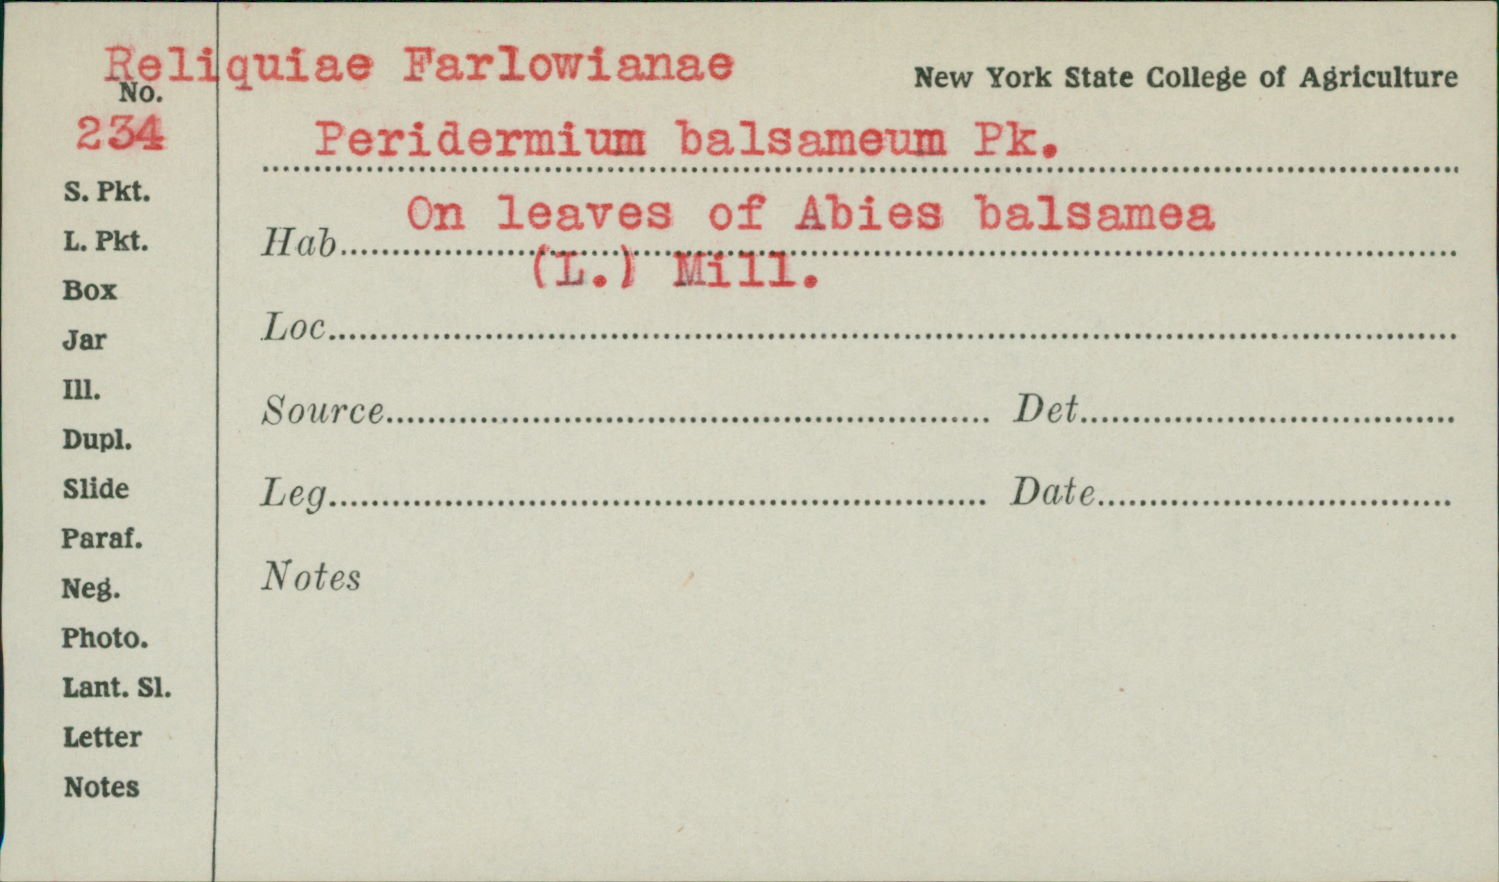 Reliquiae Farlowianae
New York State College of Agriculture
No.
234
Peridermium balsameum Pk.
S. Pkt.
On leaves of Abies balsamea
L. Pkt.
Hab
(L.) Mill.
Box
Loc
Jar
Ill.
Source Det
Dupl.
Slide
Leg Date
Paraf.
Notes
Neg.
Photo.
Lant. Sl.
Letter
Notes